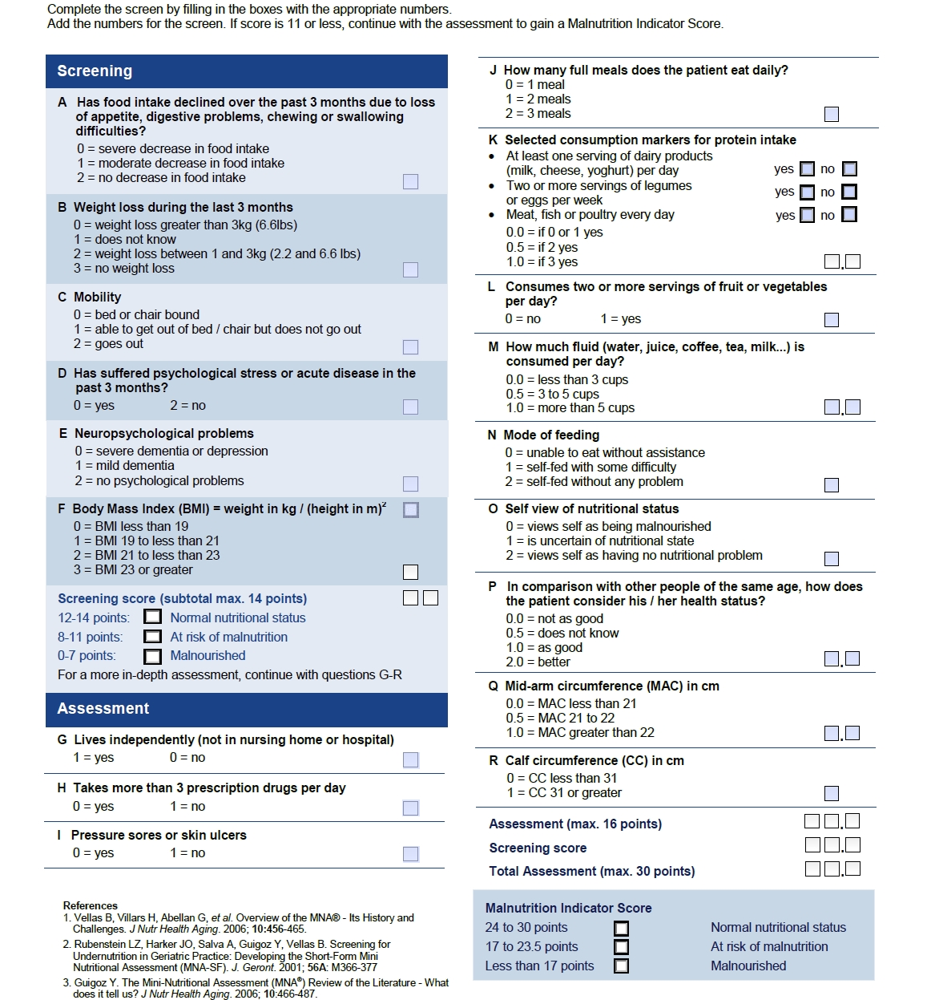 Complete the screen by filling in the boxes with the appropriate numbers.
Add the numbers for the screen. If score is 11 or less, continue with the assessment to gain a Malnutrition Indicator Score.
Screening
A Has food intake declined over the past 3 months due to loss
of appetite, digestive problems, chewing or swallowing
difficulties?
0 = severe decrease in food intake
1 = moderate decrease in food intake
2 = no decrease in food intake
B Weight loss during the last 3 months
0 = weight loss greater than 3kg (6.6lbs)
1 = does not know
2 = weight loss between 1 and 3kg (2.2 and 6.6 lbs)
3 = no weight loss
C Mobility
0 = bed or chair bound
1 = able to get out of bed / chair but does not go out
2 = goes out
D Has suffered psychological stress or acute disease in the
past 3 months?
0 = yes 2 = no
E Neuropsychological problems
0 = severe dementia or depression
1 = mild dementia
2 = no psychological problems
F Body Mass Index (BMI) = weight in kg / (height in m)²
0 = BMI less than 19
1 = BMI 19 to less than 21
2 = BMI 21 to less than 23
3 = BMI 23 or greater
Screening score (subtotal max. 14 points)
12-14 points: Normal nutritional status
8-11 points: At risk of malnutrition
0-7 points: Malnourished
For a more in-depth assessment, continue with questions G-R
Assessment
G Lives independently (not in nursing home or hospital)
1 = yes 0 = no
H Takes more than 3 prescription drugs per day
0 = yes 1 = no
I Pressure sores or skin ulcers
0 = yes 1 = no
References
1. Vellas B, Villars H, Abellan G, et al. Overview of the MNA® - Its History and
Challenges. J Nutr Health Aging. 2006; 10:456-465.
2. Rubenstein LZ, Harker JO, Salva A, Guigoz Y, Vellas B. Screening for
Undernutrition in Geriatric Practice: Developing the Short-Form Mini
Nutritional Assessment (MNA-SF). J. Geront. 2001; 56A: M366-377
3. Guigoz Y. The Mini-Nutritional Assessment (MNA®) Review of the Literature - What
does it tell us? J Nutr Health Aging. 2006; 10:466-487.
J How many full meals does the patient eat daily?
0 = 1 meal
1 = 2 meals
2 = 3 meals
K Selected consumption markers for protein intake
• At least one serving of dairy products
(milk, cheese, yoghurt) per day yes no
• Two or more servings of legumes
or eggs per week yes no
• Meat, fish or poultry every day yes no
0.0 = if 0 or 1 yes
0.5 = if 2 yes
1.0 = if 3 yes
.
L Consumes two or more servings of fruit or vegetables
per day?
0 = no 1 = yes
M How much fluid (water, juice, coffee, tea, milk...) is
consumed per day?
0.0 = less than 3 cups
0.5 = 3 to 5 cups
1.0 = more than 5 cups
.
N Mode of feeding
0 = unable to eat without assistance
1 = self-fed with some difficulty
2 = self-fed without any problem
O Self view of nutritional status
0 = views self as being malnourished
1 = is uncertain of nutritional state
2 = views self as having no nutritional problem
P In comparison with other people of the same age, how does
the patient consider his / her health status?
0.0 = not as good
0.5 = does not know
1.0 = as good
2.0 = better
.
Q Mid-arm circumference (MAC) in cm
0.0 = MAC less than 21
0.5 = MAC 21 to 22
1.0 = MAC greater than 22
.
R Calf circumference (CC) in cm
0 = CC less than 31
1 = CC 31 or greater
Assessment (max. 16 points) .
Screening score .
Total Assessment (max. 30 points) .
Malnutrition Indicator Score
24 to 30 points Normal nutritional status
17 to 23.5 points At risk of malnutrition
Less than 17 points Malnourished